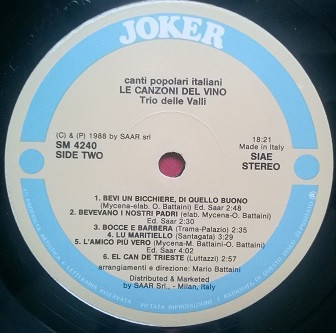 JOKER
canti popolari italiani
LE CANZONI DEL VINO
Trio delle Valli
(C) & (P) 1988 by SAAR srl
SM 4240
SIDE TWO
18:21
Made in Italy
SIAE
STEREO
1. BEVI UN BICCHIERE, DI QUELLO BUONO
(Mycena-elab. O. Battaini) Ed. Saar 2:48
2. BEVEVANO I NOSTRI PADRI (elab. Mycena-O. Battaini)
Ed. Saar 2:50
3. BOCCE E BARBERA (Trama-Palazio) 2:35
4. LU MARITIELLO (Santagata) 3:29
5. L'AMICO PIÙ VERO (Mycena-M. Battaini-O. Battaini)
Ed. Saar 4:02
6. EL CAN DE TRIESTE (Luttazzi) 2:57
arrangiamenti e direzione: Mario Battaini
Distributed & Marketed
by SAAR Srl., - Milan, Italy